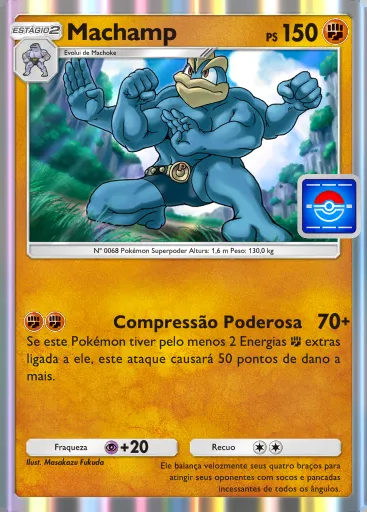 ESTÁGIO 2
Machamp
PS 150
Evolui de Machoke
Nº 0068 Pokémon Superpoder Altura: 1,6 m Peso: 130,0 kg
Compressão Poderosa 70+
Se este Pokémon tiver pelo menos 2 Energias extras
ligada a ele, este ataque causará 50 pontos de dano a
mais.
Fraqueza +20
Recuo
Ilust. Masakazu Fukuda
Ele balança velozmente seus quatro braços para
atingir seus oponentes com socos e pancadas
incessantes de todos os ângulos.